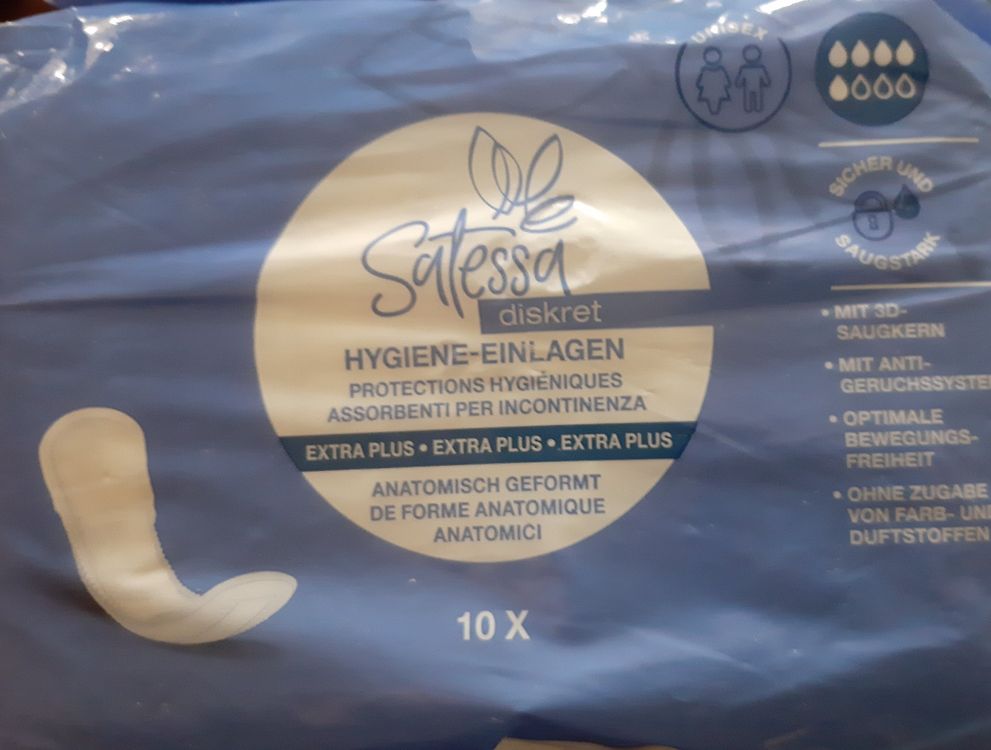 UNISEX
SICHER UND
SAUGSTARK
Satessa
diskret
HYGIENE-EINLAGEN
PROTECTIONS HYGIÉNIQUES
ASSORBENTI PER INCONTINENZA
EXTRA PLUS • EXTRA PLUS • EXTRA PLUS
ANATOMISCH GEFORMT
DE FORME ANATOMIQUE
ANATOMICI
10 X
• MIT 3D-
SAUGKERN
• MIT ANTI-
GERUCHSSYSTE
• OPTIMALE
BEWEGUNGS-
FREIHEIT
• OHNE ZUGABE
VON FARB- UND
DUFTSTOFFEN